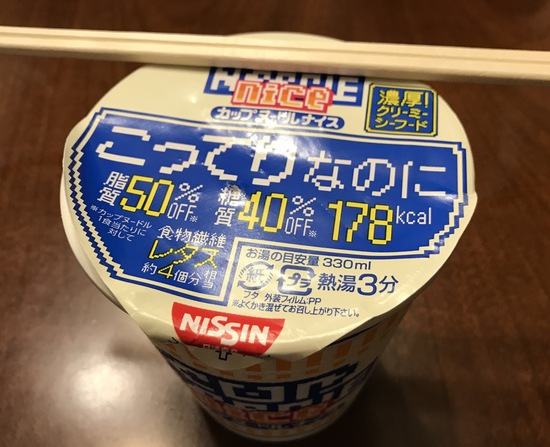 NOODLE
nice
カップヌードルナイス
濃厚!
クリーミー
シーフード
こってりなのに
脂質50%OFF※
糖質40%OFF※
178kcal
※カップヌードル
1食当たりに
対して
食物繊維
レタス
約4個分相当
お湯の目安量 330ml
紙 プラ 熱湯3分
フタ 外装フィルム:PP
※よくかき混ぜてお召し上がり下さい。
NISSIN